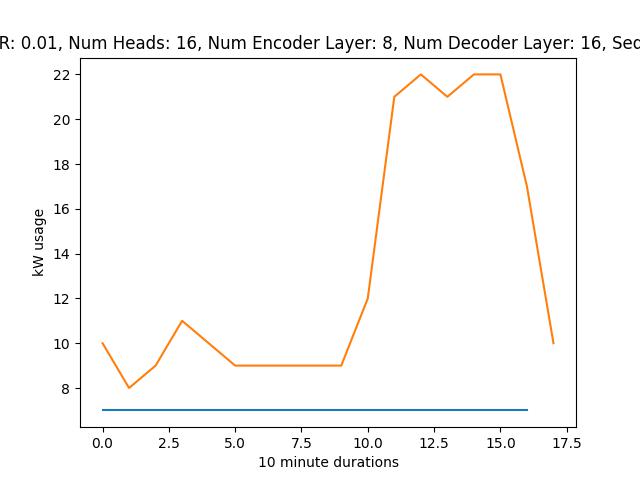 R: 0.01, Num Heads: 16, Num Encoder Layer: 8, Num Decoder Layer: 16, Seq
22
20
18
16
14
12
10
8
kW usage
0.0 2.5 5.0 7.5 10.0 12.5 15.0 17.5
10 minute durations